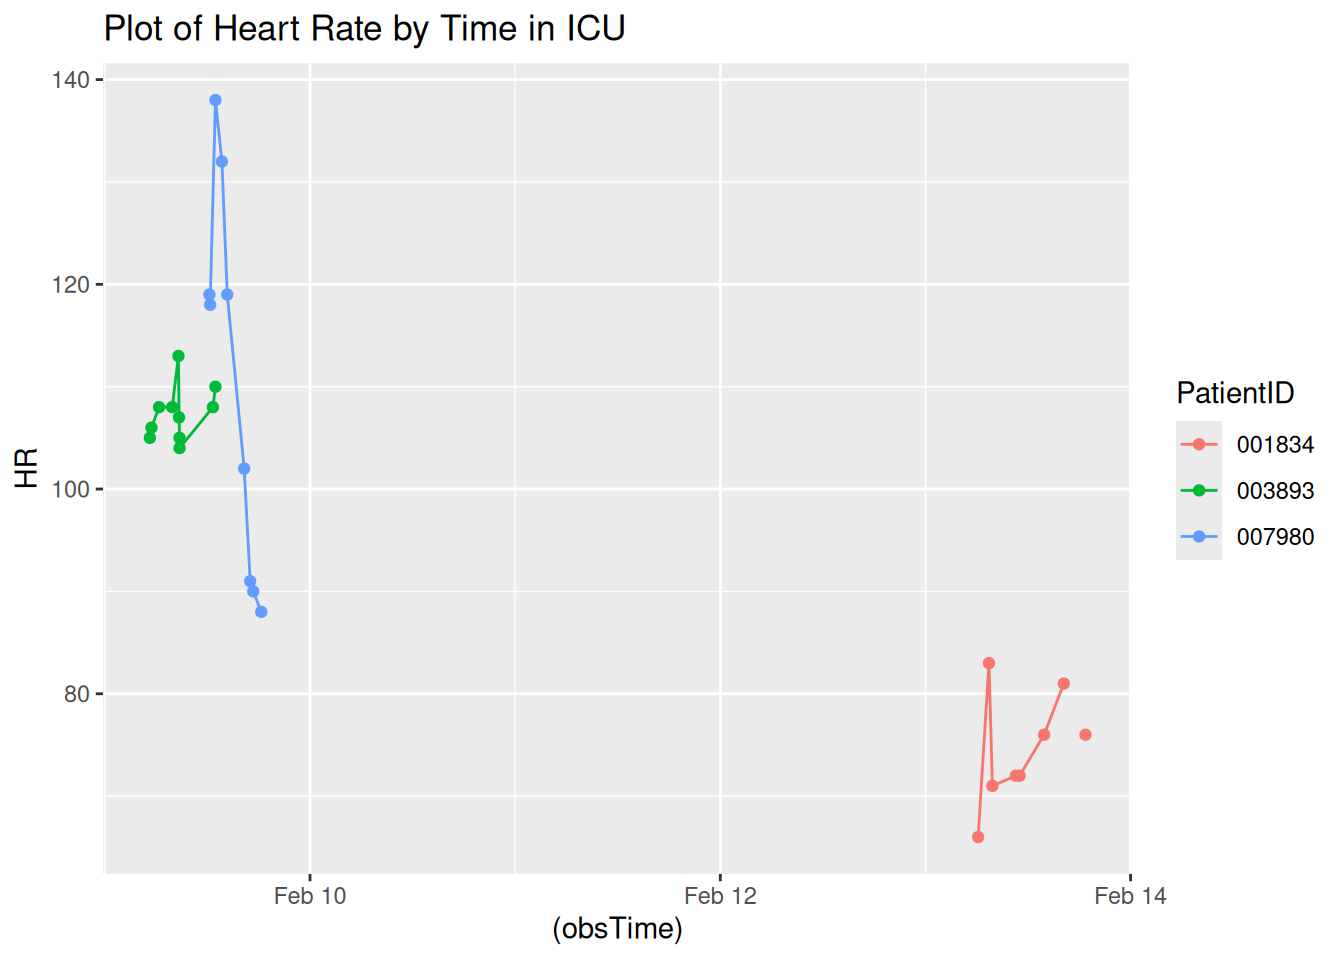 Plot of Heart Rate by Time in ICU
140
120
100
80
HR
Feb 10
Feb 12
Feb 14
(obsTime)
PatientID
001834
003893
007980